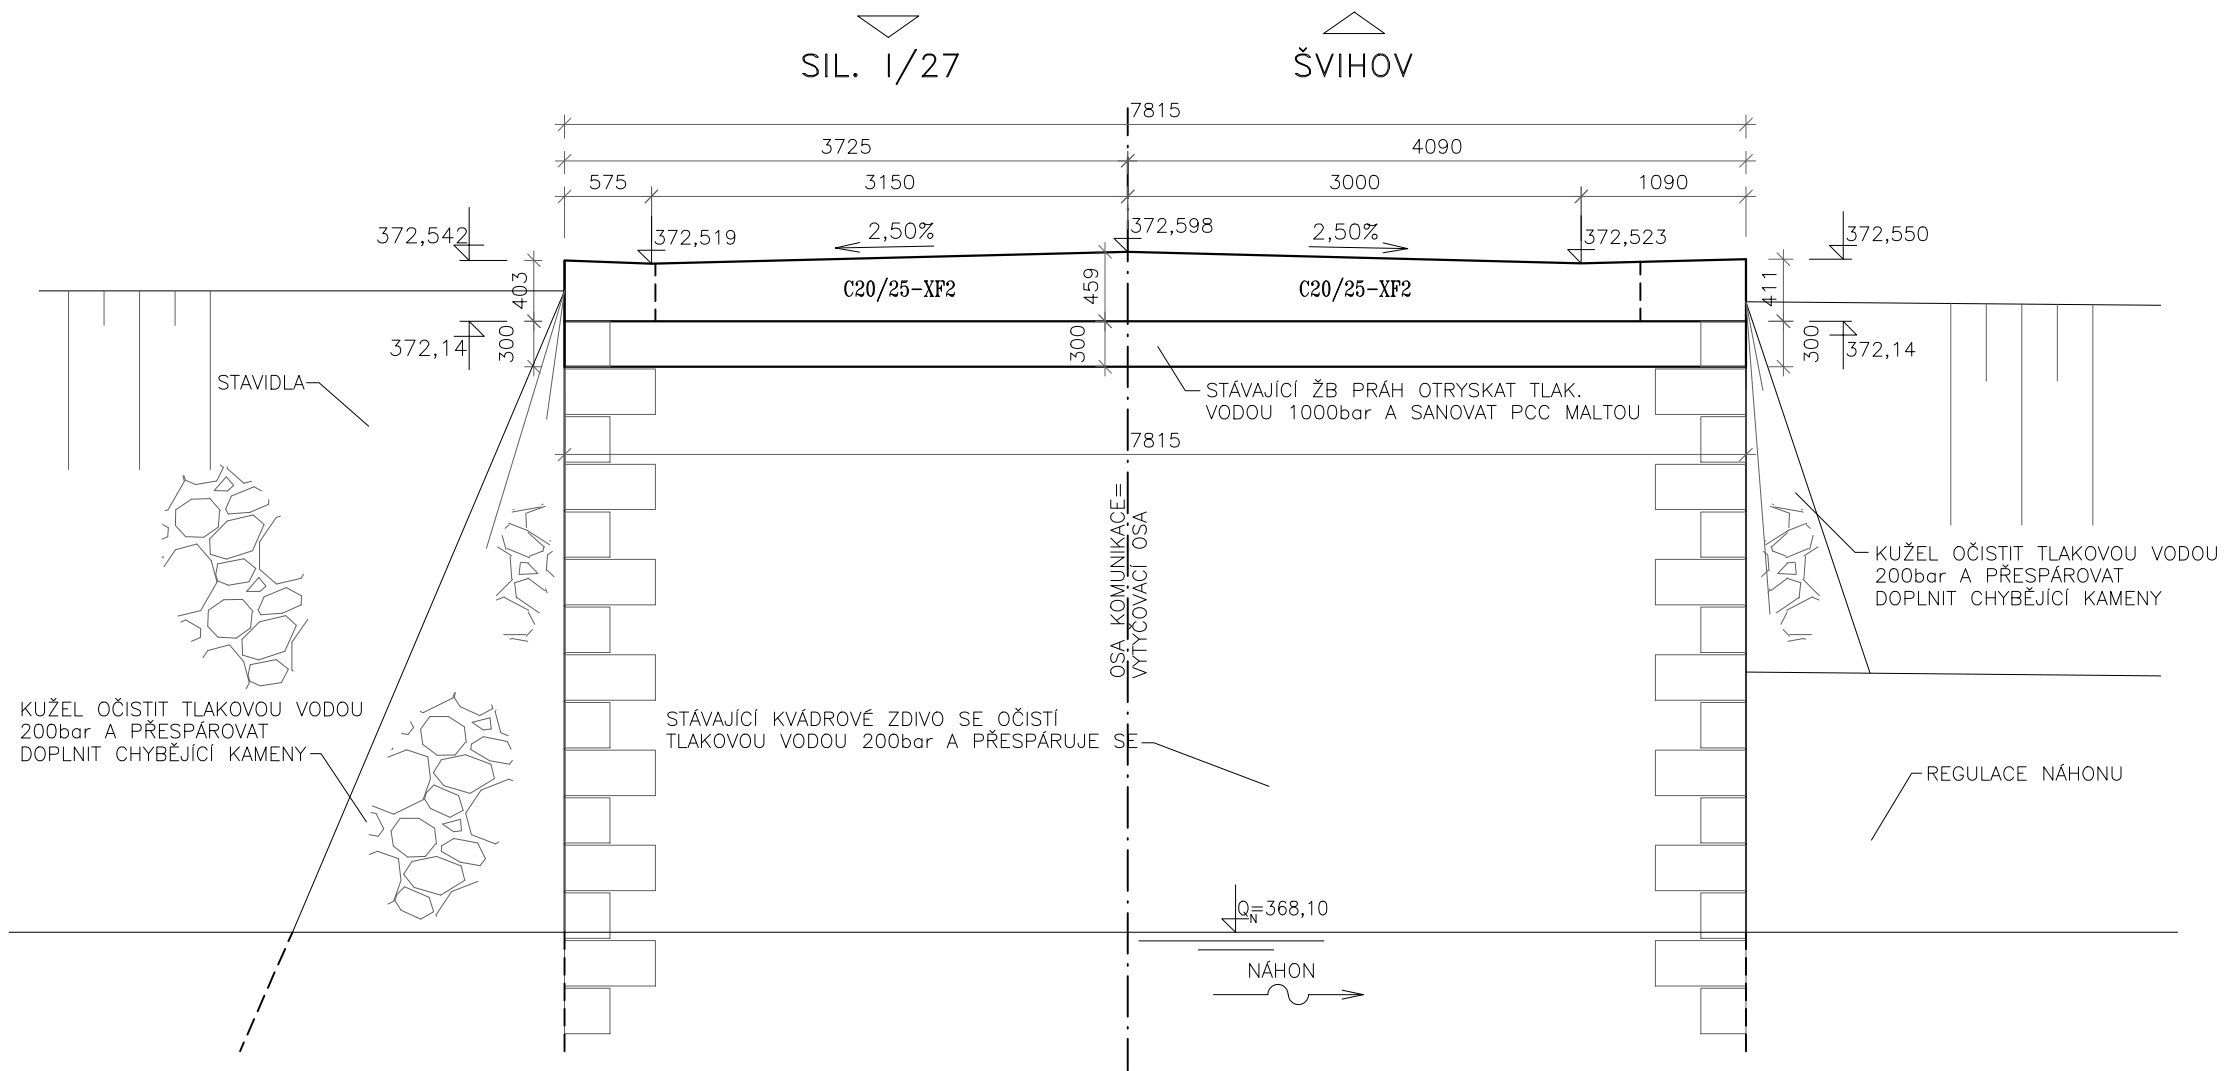 SIL. I/27
ŠVIHOV
7815
3725
4090
575
3150
3000
1090
372,542
372,519
2,50%
372,598
2,50%
372,523
372,550
403
C20/25-XF2
459
C20/25-XF2
411
300
372,14
300
300
372,14
STAVIDLA
STÁVAJÍCÍ ŽB PRÁH OTRYSKAT TLAK.
VODOU 1000bar A SANOVAT PCC MALTOU
7815
OSA KOMUNIKACE=
VYTYČOVACÍ OSA
KUŽEL OČISTIT TLAKOVOU VODOU
200bar A PŘESPÁROVAT
DOPLNIT CHYBĚJÍCÍ KAMENY
KUŽEL OČISTIT TLAKOVOU VODOU
200bar A PŘESPÁROVAT
DOPLNIT CHYBĚJÍCÍ KAMENY
STÁVAJÍCÍ KVÁDROVÉ ZDIVO SE OČISTÍ
TLAKOVOU VODOU 200bar A PŘESPÁRUJE SE
REGULACE NÁHONU
QN=368,10
NÁHON